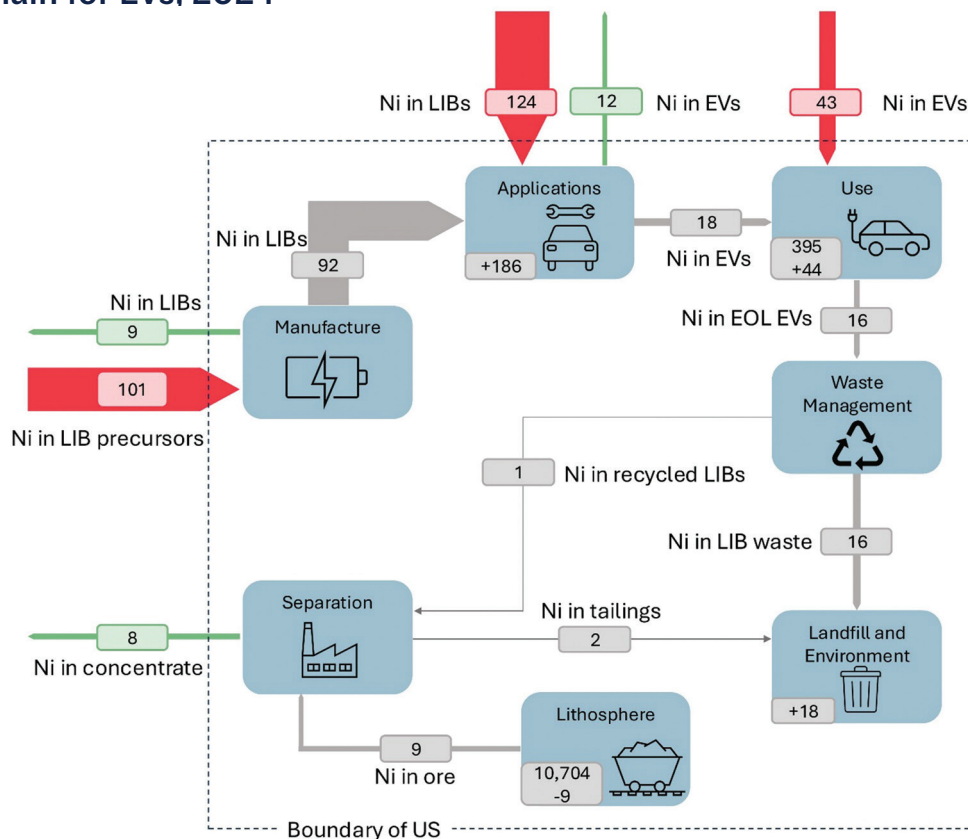 Ni in LIBs
124
12
Ni in EVs
43
Ni in EVs
Applications
+186
18
Ni in EVs
Use
395
+44
Ni in LIBs
92
Ni in LIBs
9
Manufacture
101
Ni in LIB precursors
Ni in EOL EVs
16
Waste
Management
1
Ni in recycled LIBs
Ni in LIB waste
16
Separation
8
Ni in concentrate
Ni in tailings
2
Landfill and
Environment
+18
Lithosphere
10,704
-9
9
Ni in ore
Boundary of US